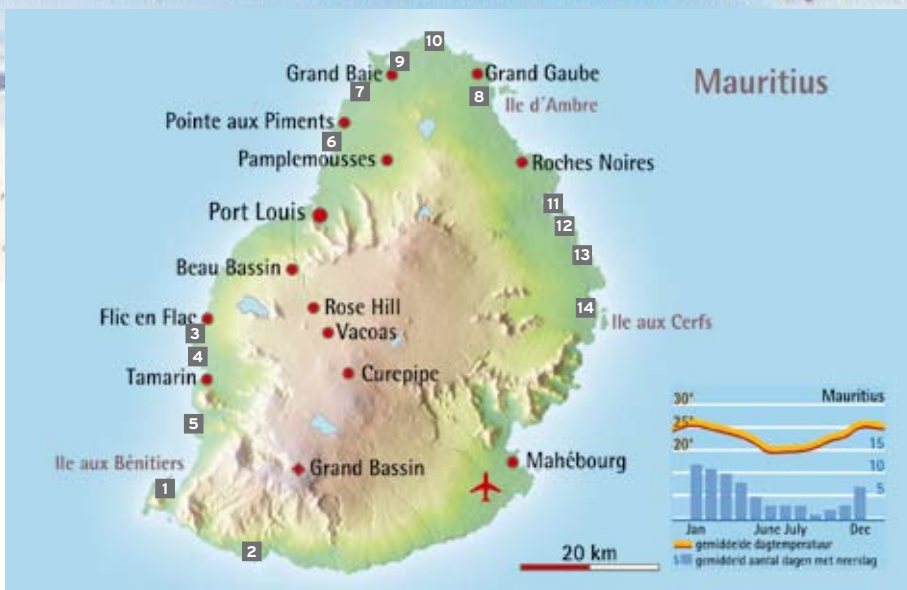 10
9
Grand Baie
Grand Gaube
Mauritius
7
8
Ile d'Ambre
Pointe aux Piments
6
Pamplemousses
Roches Noires
11
Port Louis
12
13
Beau Bassin
14
Rose Hill
Flic en Flac
Ile aux Cerfs
3
Vacoas
4
Tamarin
Curepipe
5
Ile aux Bénitiers
Grand Bassin
Mahébourg
1
2
20 km
30° Mauritius
25°
20° 15
10
5
Jan June July Dec
gemiddelde dagtemperatuur
gemiddeld aantal dagen met neerslag